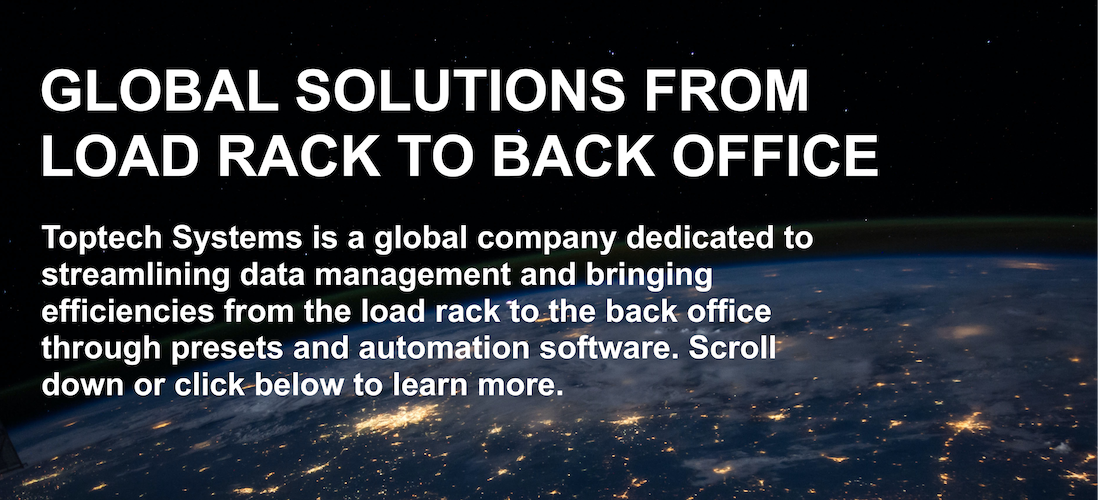 GLOBAL SOLUTIONS FROM
LOAD RACK TO BACK OFFICE
Toptech Systems is a global company dedicated to
streamlining data management and bringing
efficiencies from the load rack to the back office
through presets and automation software. Scroll
down or click below to learn more.